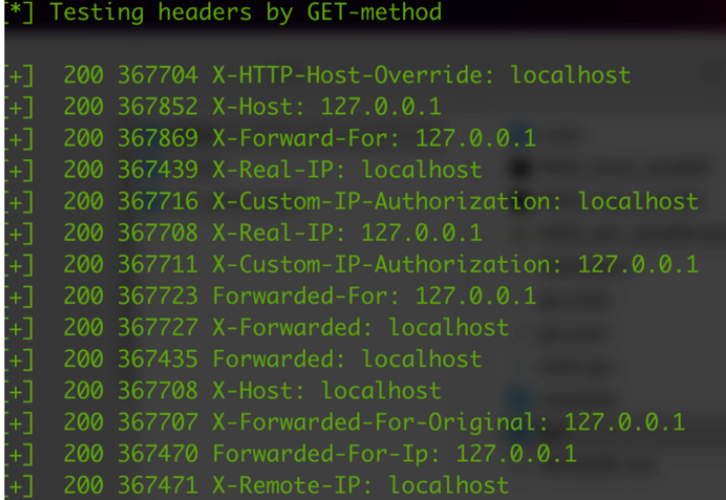 [*] Testing headers by GET-method
[+] 200 367704 X-HTTP-Host-Override: localhost
[+] 200 367852 X-Host: 127.0.0.1
[+] 200 367869 X-Forward-For: 127.0.0.1
[+] 200 367439 X-Real-IP: localhost
[+] 200 367716 X-Custom-IP-Authorization: localhost
[+] 200 367708 X-Real-IP: 127.0.0.1
[+] 200 367711 X-Custom-IP-Authorization: 127.0.0.1
[+] 200 367723 Forwarded-For: 127.0.0.1
[+] 200 367727 X-Forwarded: localhost
[+] 200 367435 Forwarded: localhost
[+] 200 367708 X-Host: localhost
[+] 200 367707 X-Forwarded-For-Original: 127.0.0.1
[+] 200 367470 Forwarded-For-Ip: 127.0.0.1
[+] 200 367471 X-Remote-IP: localhost